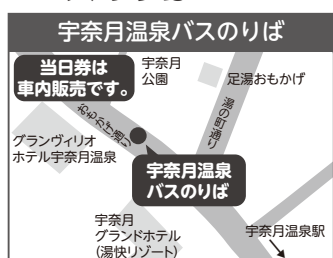 宇奈月温泉バスのりば
当日券は
車内販売です。
宇奈月
公園
足湯おもかげ
湯の町通り
おもかげ通り
グランヴィリオ
ホテル宇奈月温泉
宇奈月温泉
バスのりば
宇奈月
グランドホテル
(湯快リゾート)
宇奈月温泉駅